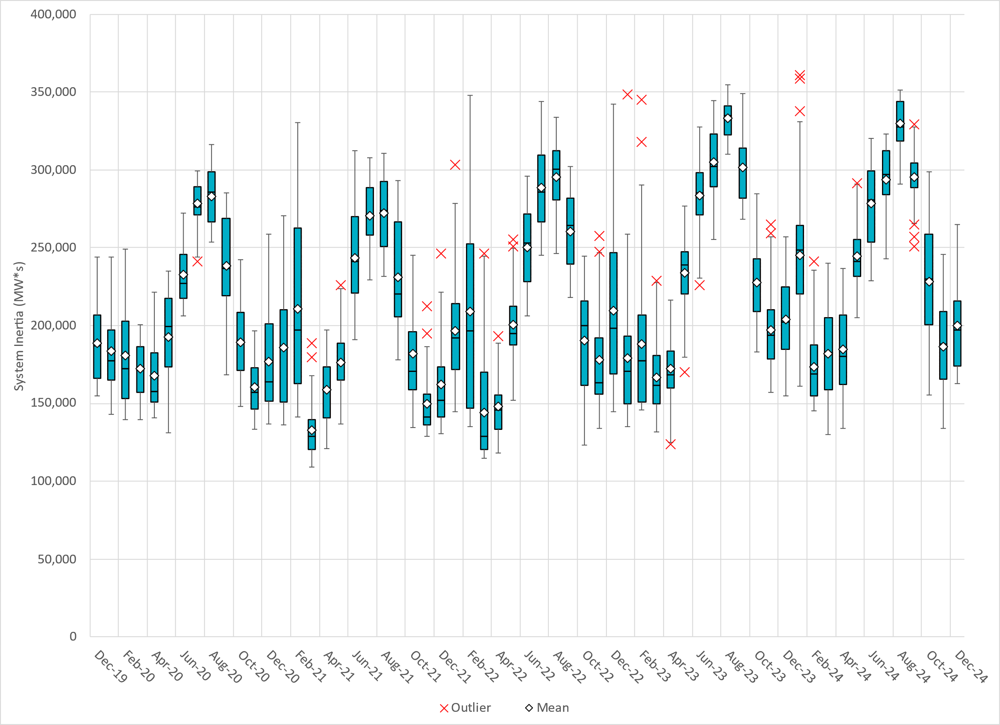 400,000
350,000
300,000
250,000
200,000
150,000
100,000
50,000
0
System Inertia (MW*s)
Dec-19
Feb-20
Apr-20
Jun-20
Aug-20
Oct-20
Dec-20
Feb-21
Apr-21
Jun-21
Aug-21
Oct-21
Dec-21
Feb-22
Apr-22
Jun-22
Aug-22
Oct-22
Dec-22
Feb-23
Apr-23
Jun-23
Aug-23
Oct-23
Dec-23
Feb-24
Apr-24
Jun-24
Aug-24
Oct-24
Dec-24
Outlier
Mean